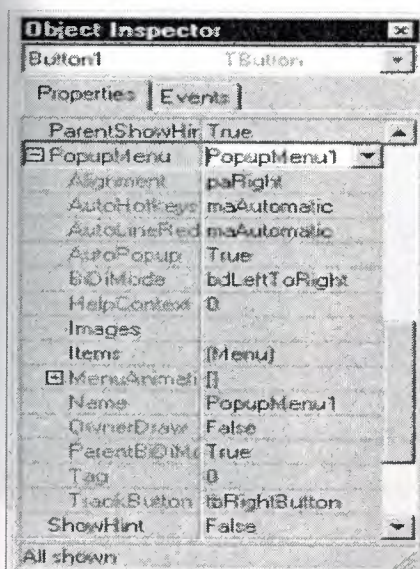 Object Inspector
Button1 TButton
Properties Events
ParentShowHin True
PopupMenu PopupMenu1
Alignment paRight
AutoHotkeys maAutomatic
AutoLineRed maAutomatic
AutoPopup True
BiDiMode bdLeftToRight
HelpContext 0
Images
Items (Menu)
MenuAnimati []
Name PopupMenu1
OwnerDraw False
ParentBiDiMo True
Tag 0
TrackButton tbRightButton
ShowHint False
All shown